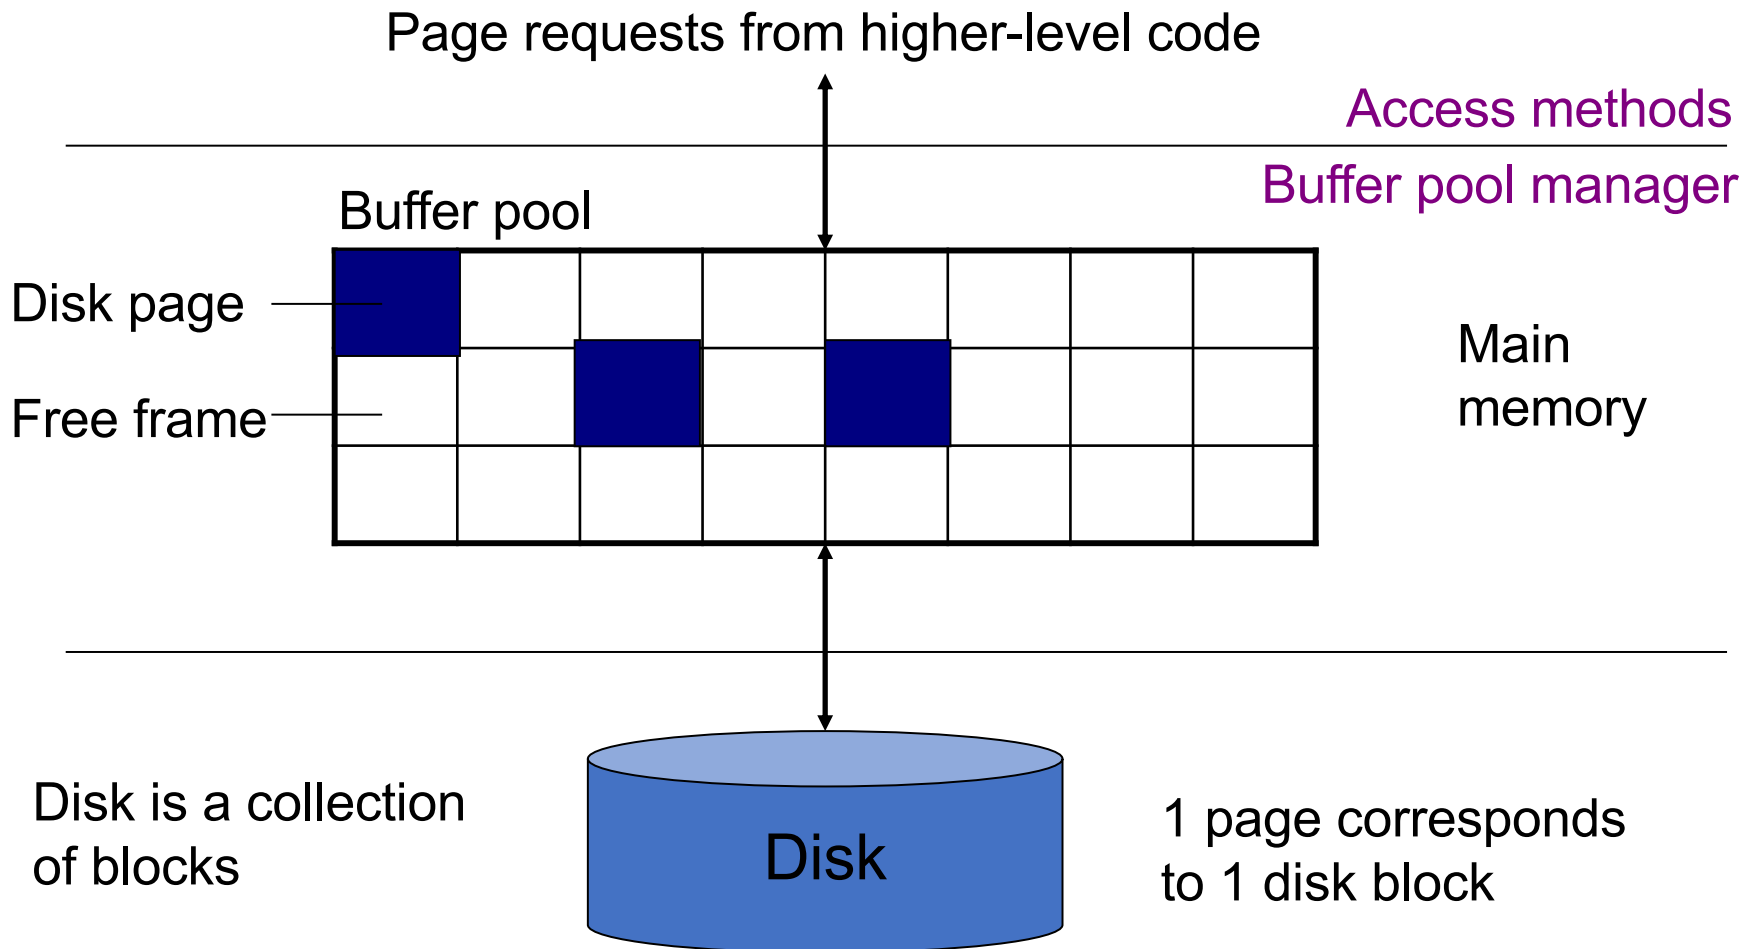 Page requests from higher-level code
Access methods
Buffer pool manager
Buffer pool
Disk page
Free frame
Main
memory
Disk is a collection
of blocks
Disk
1 page corresponds
to 1 disk block